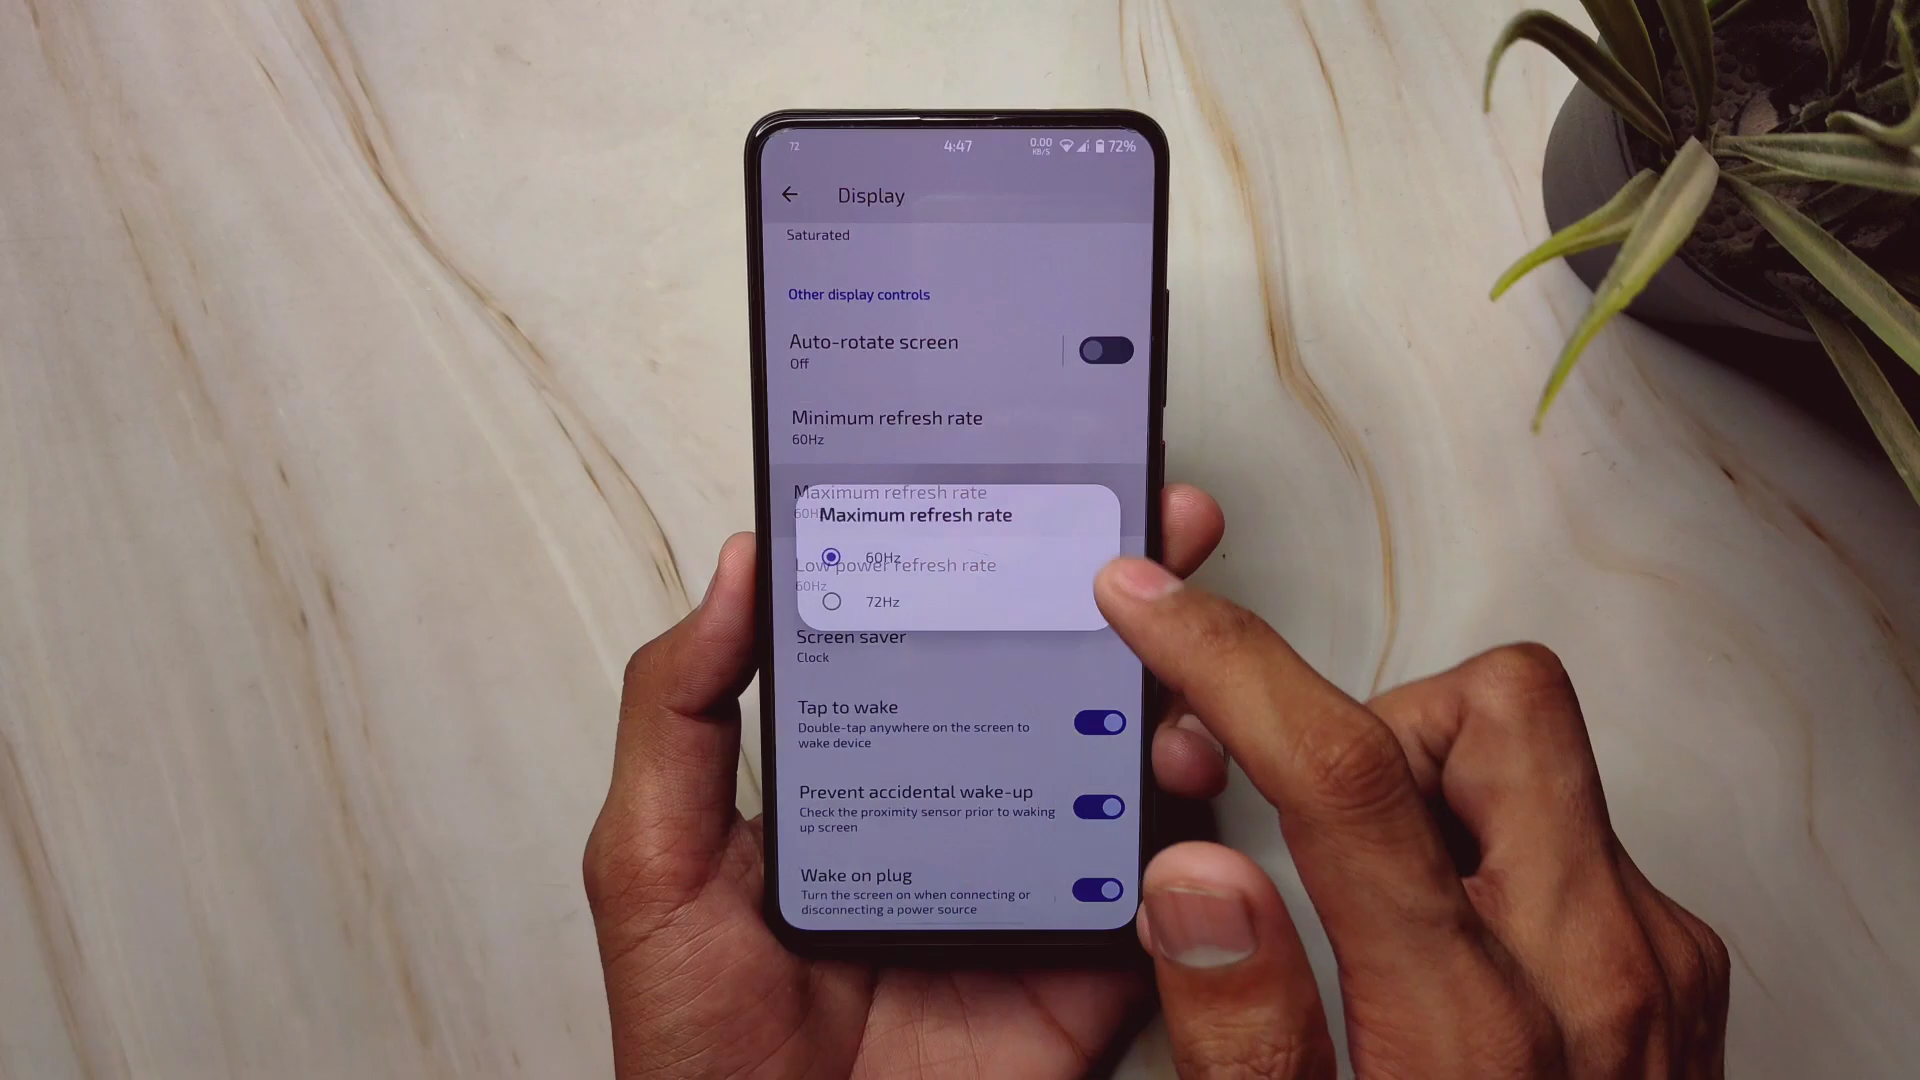 72
4:47
0.00
KB/S
72%
Display
Saturated
Other display controls
Auto-rotate screen
Off
Minimum refresh rate
60Hz
Maximum refresh rate
60Hz
Maximum refresh rate
60Hz
Low power refresh rate
60Hz
72Hz
Screen saver
Clock
Tap to wake
Double-tap anywhere on the screen to
wake device
Prevent accidental wake-up
Check the proximity sensor prior to waking
up screen
Wake on plug
Turn the screen on when connecting or
disconnecting a power source